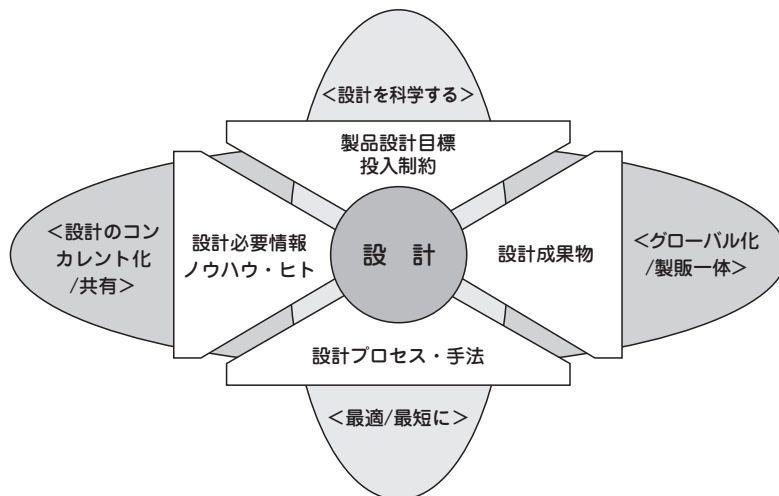 <設計を科学する>
製品設計目標
投入制約
<設計のコン
カレント化
/共有>
設計必要情報
ノウハウ・ヒト
設　計
設計成果物
<グローバル化
/製販一体>
設計プロセス・手法
<最適/最短に>